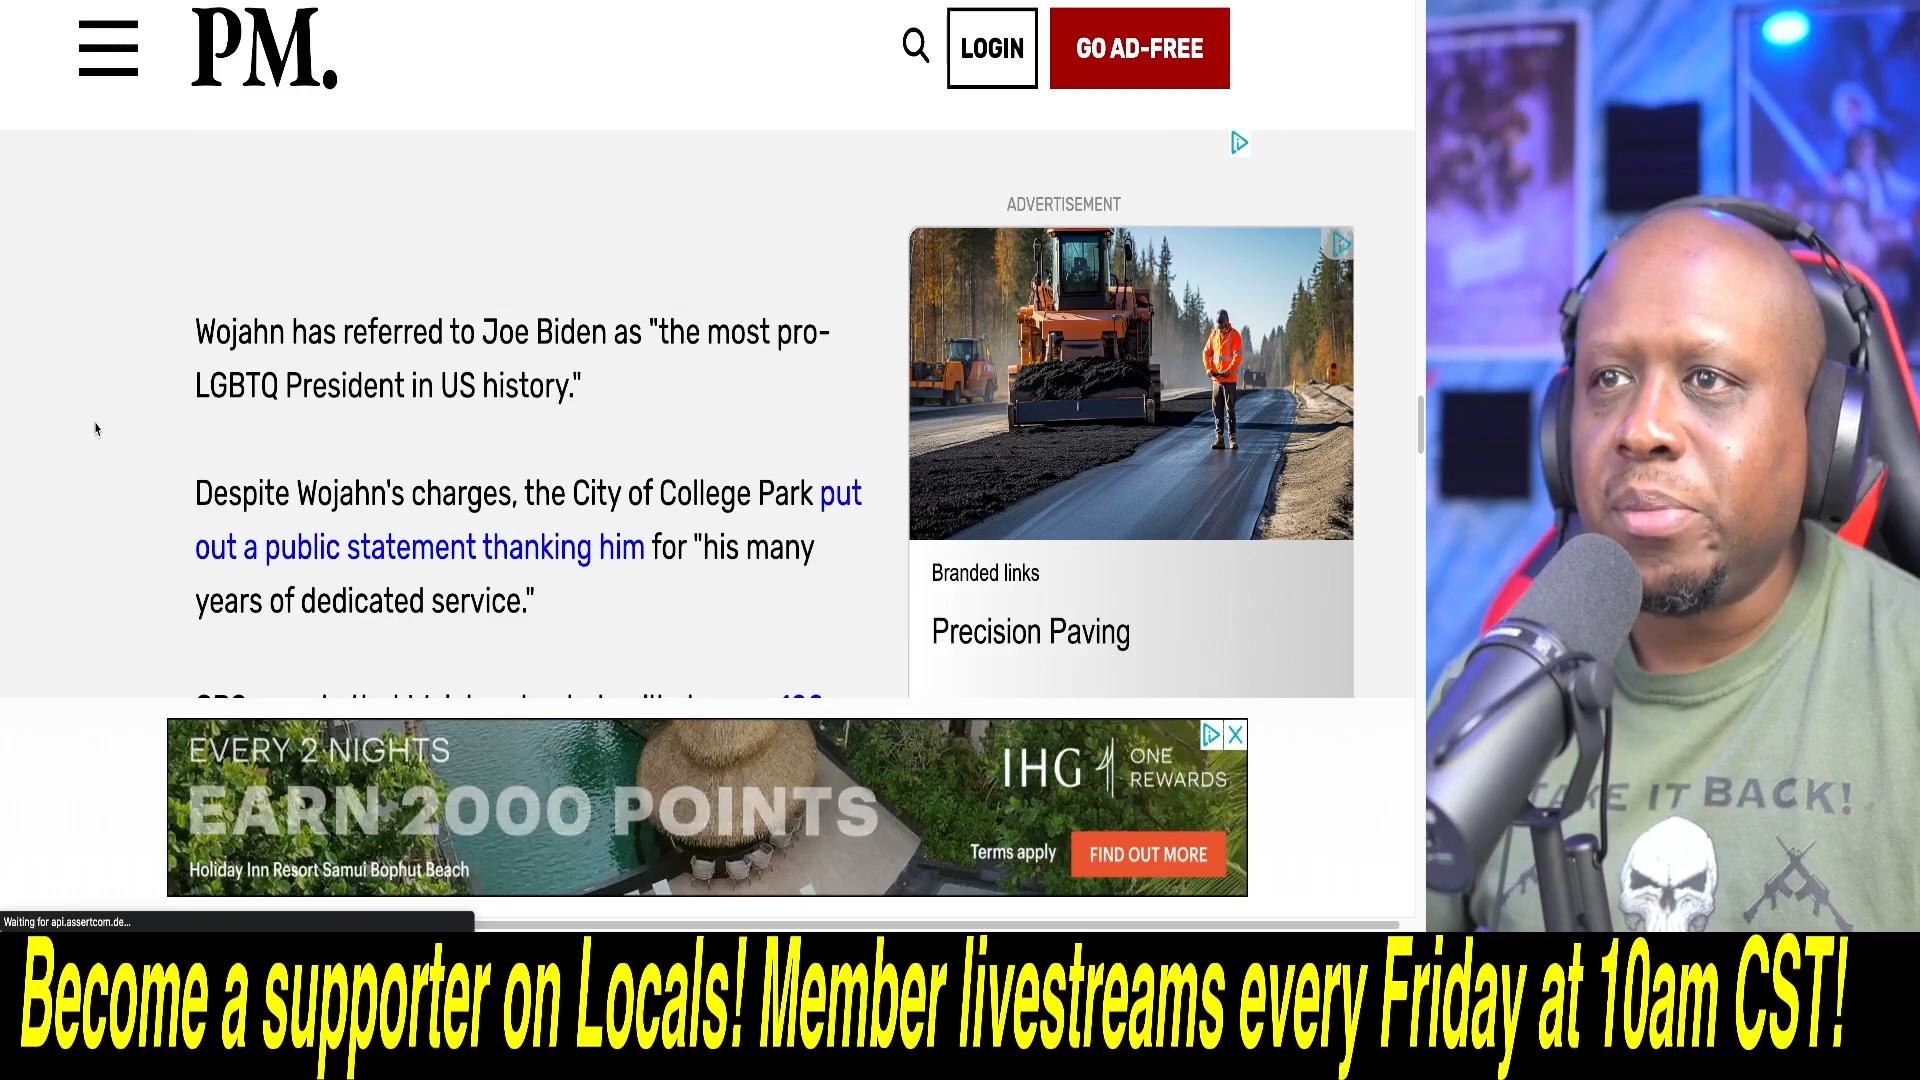 PM.
LOGIN
GO AD-FREE
ADVERTISEMENT
Wojahn has referred to Joe Biden as "the most pro-
LGBTQ President in US history."
Despite Wojahn's charges, the City of College Park put
out a public statement thanking him for "his many
years of dedicated service."
Branded links
Precision Paving
EVERY 2 NIGHTS
EARN 2000 POINTS
Holiday Inn Resort Samui Bophut Beach
IHG
ONE
REWARDS
Terms apply
FIND OUT MORE
Waiting for api.assertcom.de...
TAKE IT BACK!
Become a supporter on Locals! Member livestreams every Friday at 10am CST!